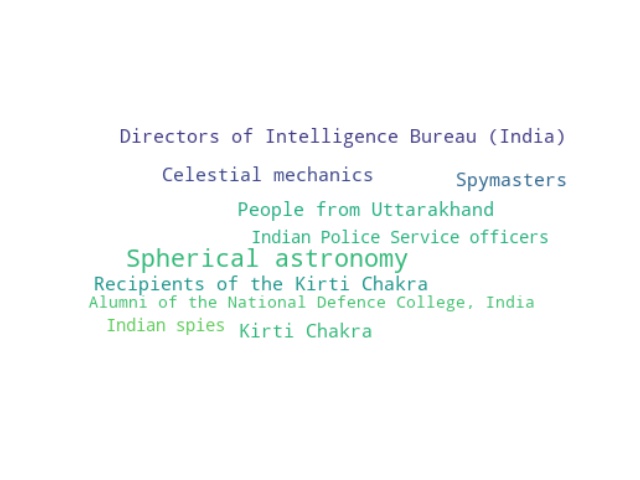 Directors of Intelligence Bureau (India)
Celestial mechanics
Spymasters
People from Uttarakhand
Indian Police Service officers
Spherical astronomy
Recipients of the Kirti Chakra
Alumni of the National Defence College, India
Indian spies
Kirti Chakra